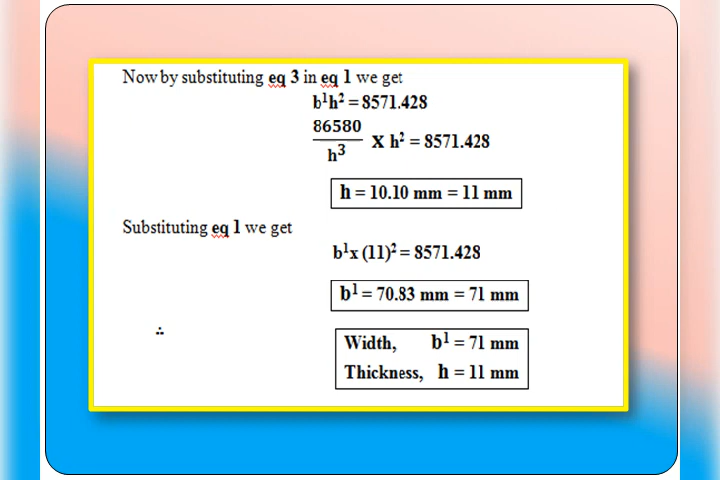 Now by substituting eq 3 in eq 1 we get
b¹h² = 8571.428
86580
h³
X h² = 8571.428
h = 10.10 mm = 11 mm
Substituting eq 1 we get
b¹x (11)² = 8571.428
b¹ = 70.83 mm = 71 mm
∴
Width, b¹ = 71 mm
Thickness, h = 11 mm